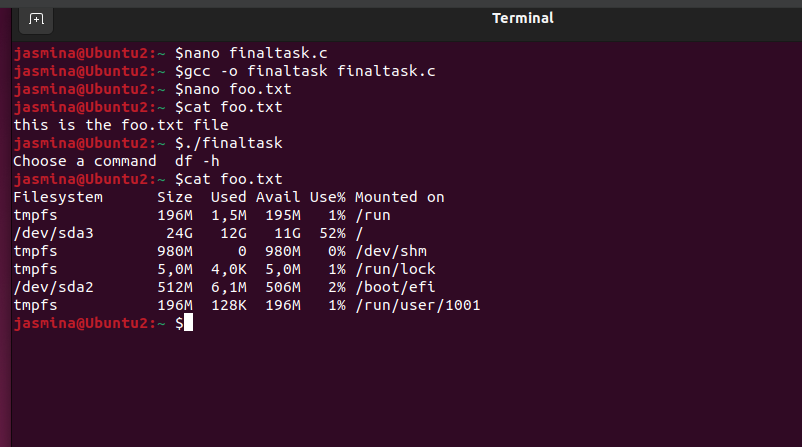 Terminal
jasmina@Ubuntu2:~ $nano finaltask.c
jasmina@Ubuntu2:~ $gcc -o finaltask finaltask.c
jasmina@Ubuntu2:~ $nano foo.txt
jasmina@Ubuntu2:~ $cat foo.txt
this is the foo.txt file
jasmina@Ubuntu2:~ $./finaltask
Choose a command  df -h
jasmina@Ubuntu2:~ $cat foo.txt
Filesystem      Size  Used Avail Use% Mounted on
tmpfs           196M  1,5M  195M   1% /run
/dev/sda3        24G   12G   11G  52% /
tmpfs           980M     0  980M   0% /dev/shm
tmpfs           5,0M  4,0K  5,0M   1% /run/lock
/dev/sda2       512M  6,1M  506M   2% /boot/efi
tmpfs           196M  128K  196M   1% /run/user/1001
jasmina@Ubuntu2:~ $